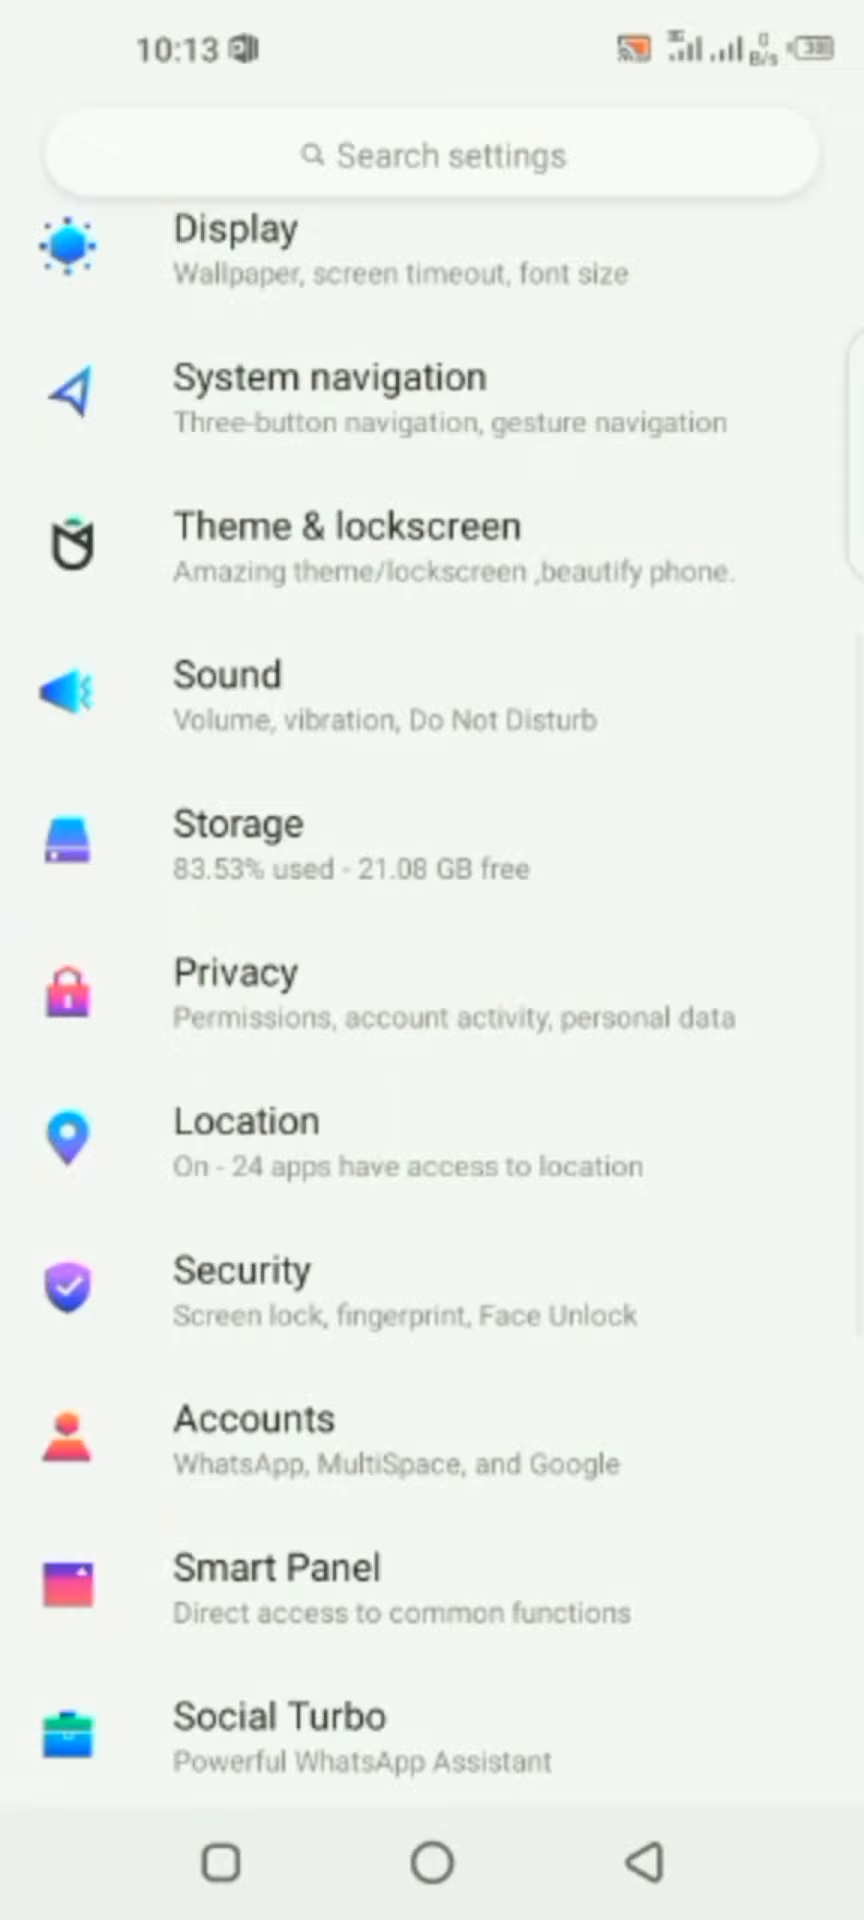 10:13
0
B/s
Search settings
Display
Wallpaper, screen timeout, font size
System navigation
Three-button navigation, gesture navigation
Theme & lockscreen
Amazing theme/lockscreen ,beautify phone.
Sound
Volume, vibration, Do Not Disturb
Storage
83.53% used - 21.08 GB free
Privacy
Permissions, account activity, personal data
Location
On - 24 apps have access to location
Security
Screen lock, fingerprint, Face Unlock
Accounts
WhatsApp, MultiSpace, and Google
Smart Panel
Direct access to common functions
Social Turbo
Powerful WhatsApp Assistant